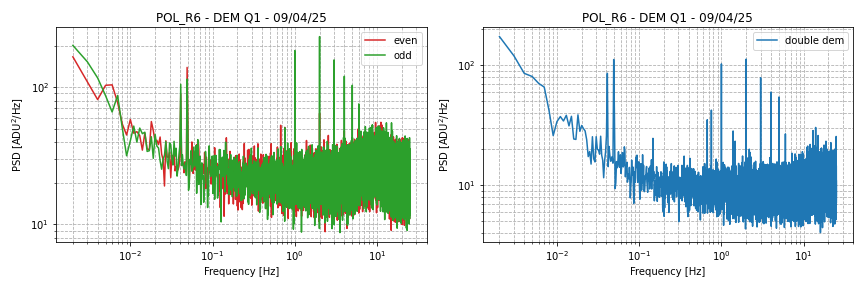 POL_R6 - DEM Q1 - 09/04/25
PSD [ADU²/Hz]
10²
10¹
even
odd
10⁻²
10⁻¹
10⁰
10¹
Frequency [Hz]
POL_R6 - DEM Q1 - 09/04/25
PSD [ADU²/Hz]
10²
10¹
double dem
10⁻²
10⁻¹
10⁰
10¹
Frequency [Hz]